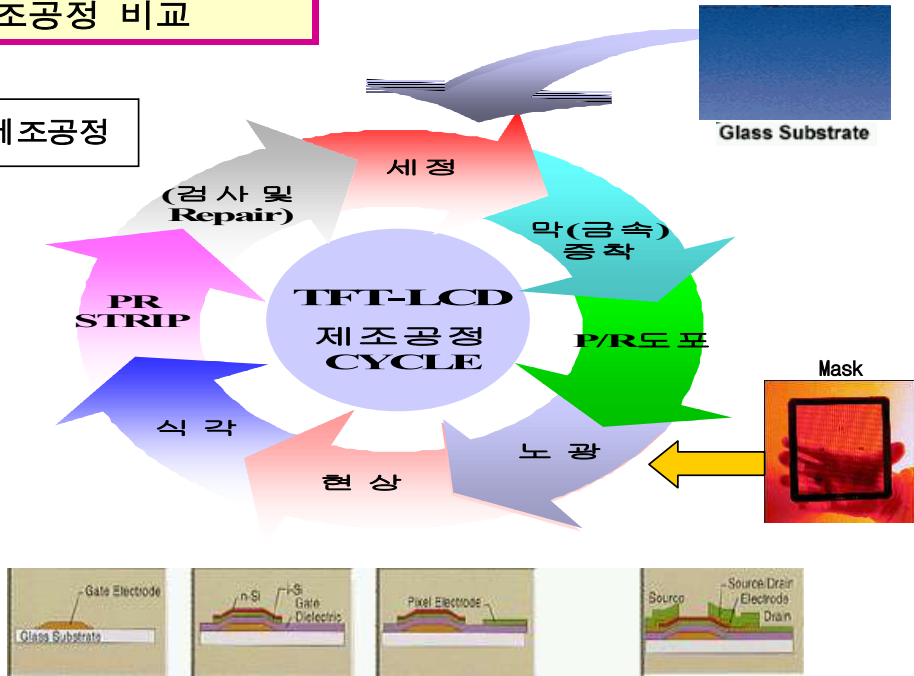 조공정 비교
제조공정
Glass Substrate
세정
(검사 및
Repair)
막(금속)
증착
PR
STRIP
TFT-LCD
제조공정
CYCLE
P/R도포
Mask
식 각
노 광
현 상
Gate Electrode
Glass Substrate
n-Si
i-Si
Gate
Dielectric
Pixel Electrode
Source
Source/Drain
Electrode
Drain